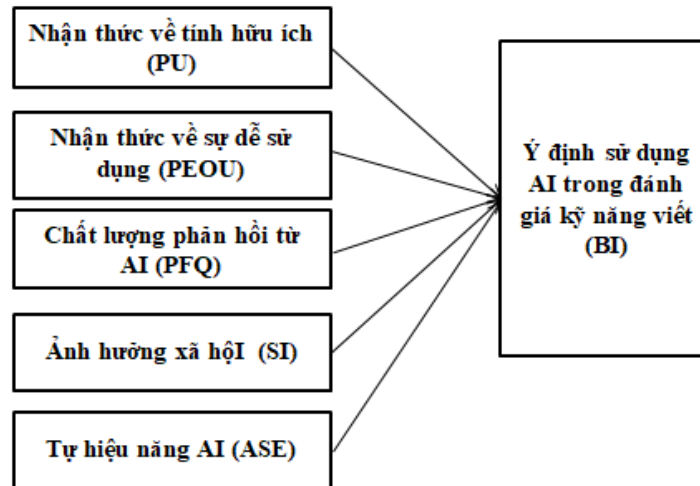 Nhận thức về tính hữu ích
(PU)
Nhận thức về sự dễ sử
dụng (PEOU)
Chất lượng phản hồi từ
AI (PFQ)
Ảnh hưởng xã hộI (SI)
Tự hiệu năng AI (ASE)
Ý định sử dụng
AI trong đánh
giá kỹ năng viết
(BI)